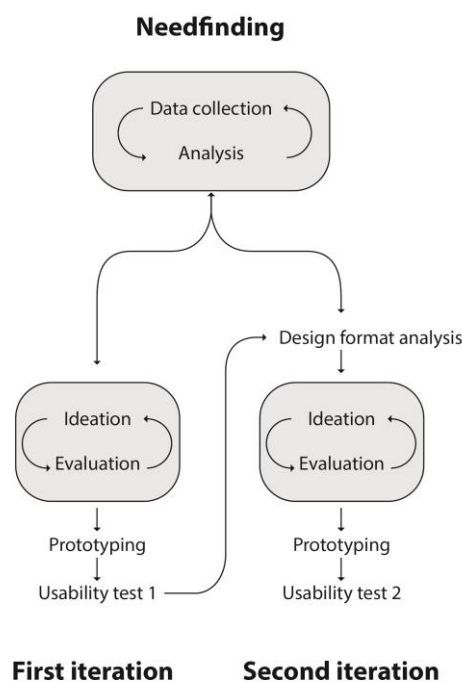 Needfinding
Data collection
Analysis
Design format analysis
Ideation
Evaluation
Prototyping
Usability test 1
Ideation
Evaluation
Prototyping
Usability test 2
First iteration
Second iteration